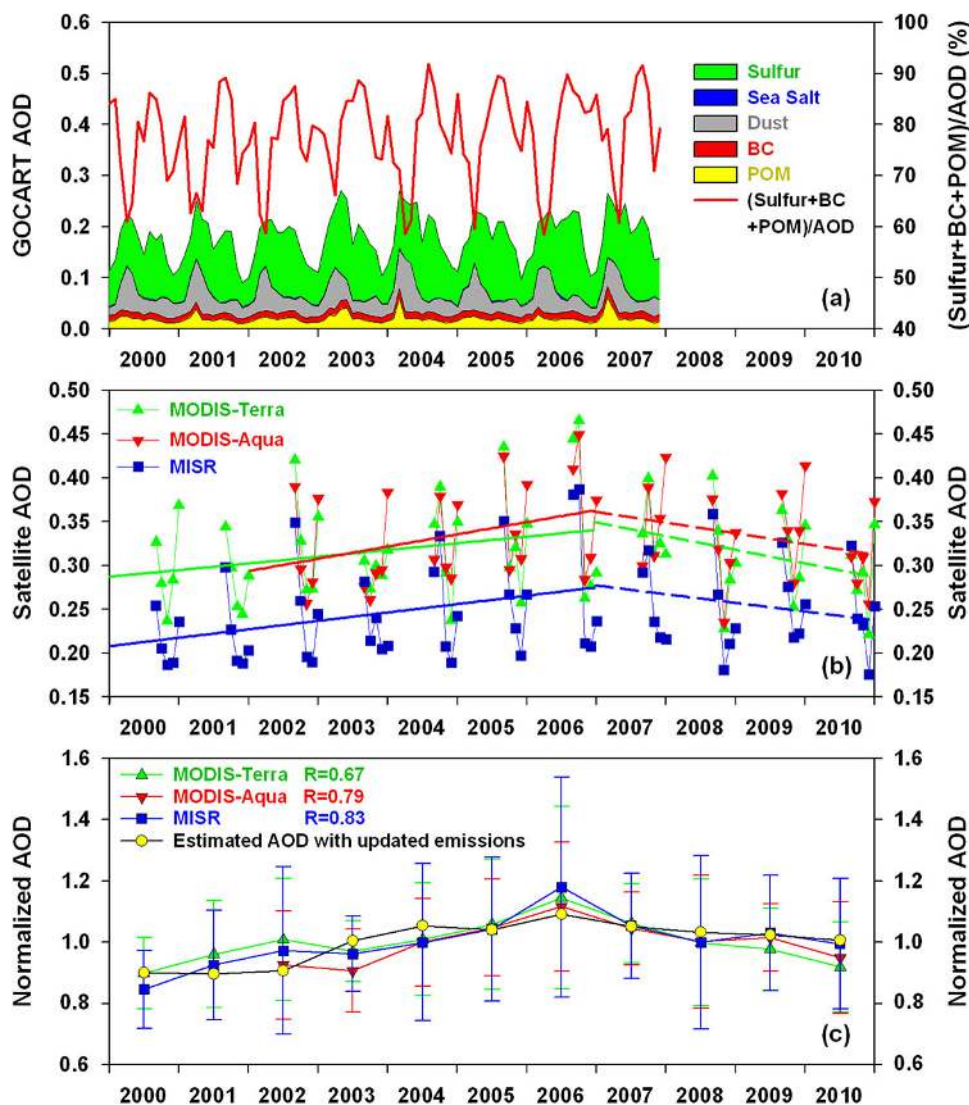 GOCART AOD
0.6
0.5
0.4
0.3
0.2
0.1
0.0
Sulfur
Sea Salt
Dust
BC
POM
(Sulfur+BC
+POM)/AOD
(a)
100
90
80
70
60
50
40
(Sulfur+BC+POM)/AOD (%)
2000 2001 2002 2003 2004 2005 2006 2007 2008 2009 2010
Satellite AOD
0.50
0.45
0.40
0.35
0.30
0.25
0.20
0.15
MODIS-Terra
MODIS-Aqua
MISR
(b)
0.50
0.45
0.40
0.35
0.30
0.25
0.20
0.15
Satellite AOD
2000 2001 2002 2003 2004 2005 2006 2007 2008 2009 2010
Normalized AOD
1.6
1.4
1.2
1.0
0.8
0.6
MODIS-Terra R=0.67
MODIS-Aqua R=0.79
MISR R=0.83
Estimated AOD with updated emissions
(c)
1.6
1.4
1.2
1.0
0.8
0.6
Normalized AOD
2000 2001 2002 2003 2004 2005 2006 2007 2008 2009 2010